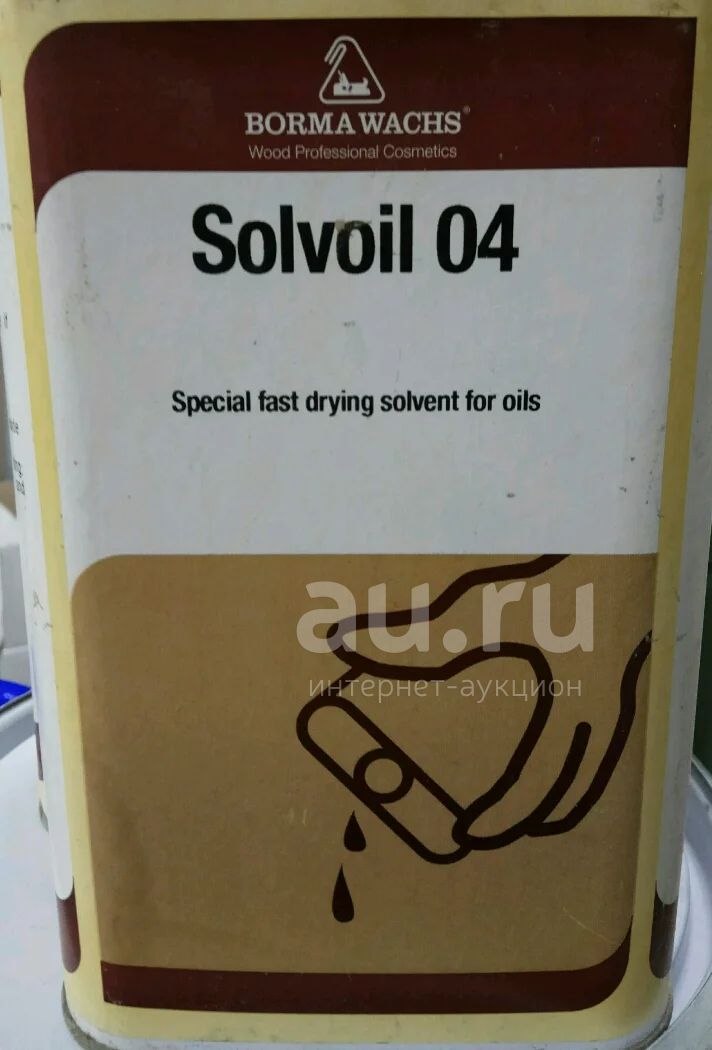 BORMA WACHS®
Wood Professional Cosmetics
Solvoil 04
Special fast drying solvent for oils
au.ru
интернет-аукцион